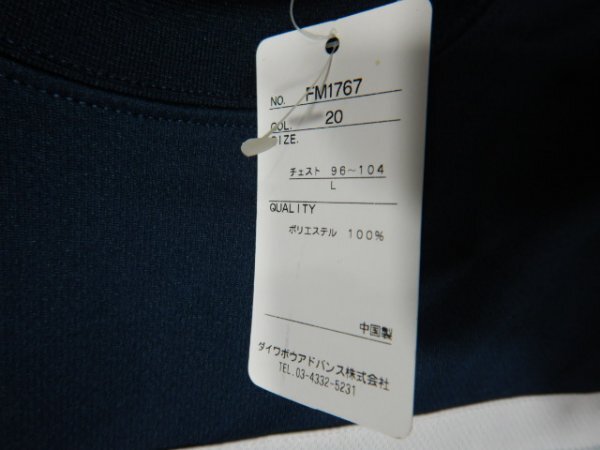 NO. FM1767
COL. 20
SIZE.
チェスト 96~104
L
QUALITY
ポリエステル 100%
中国製
ダイワボウアドバンス株式会社
TEL.03-4332-5231